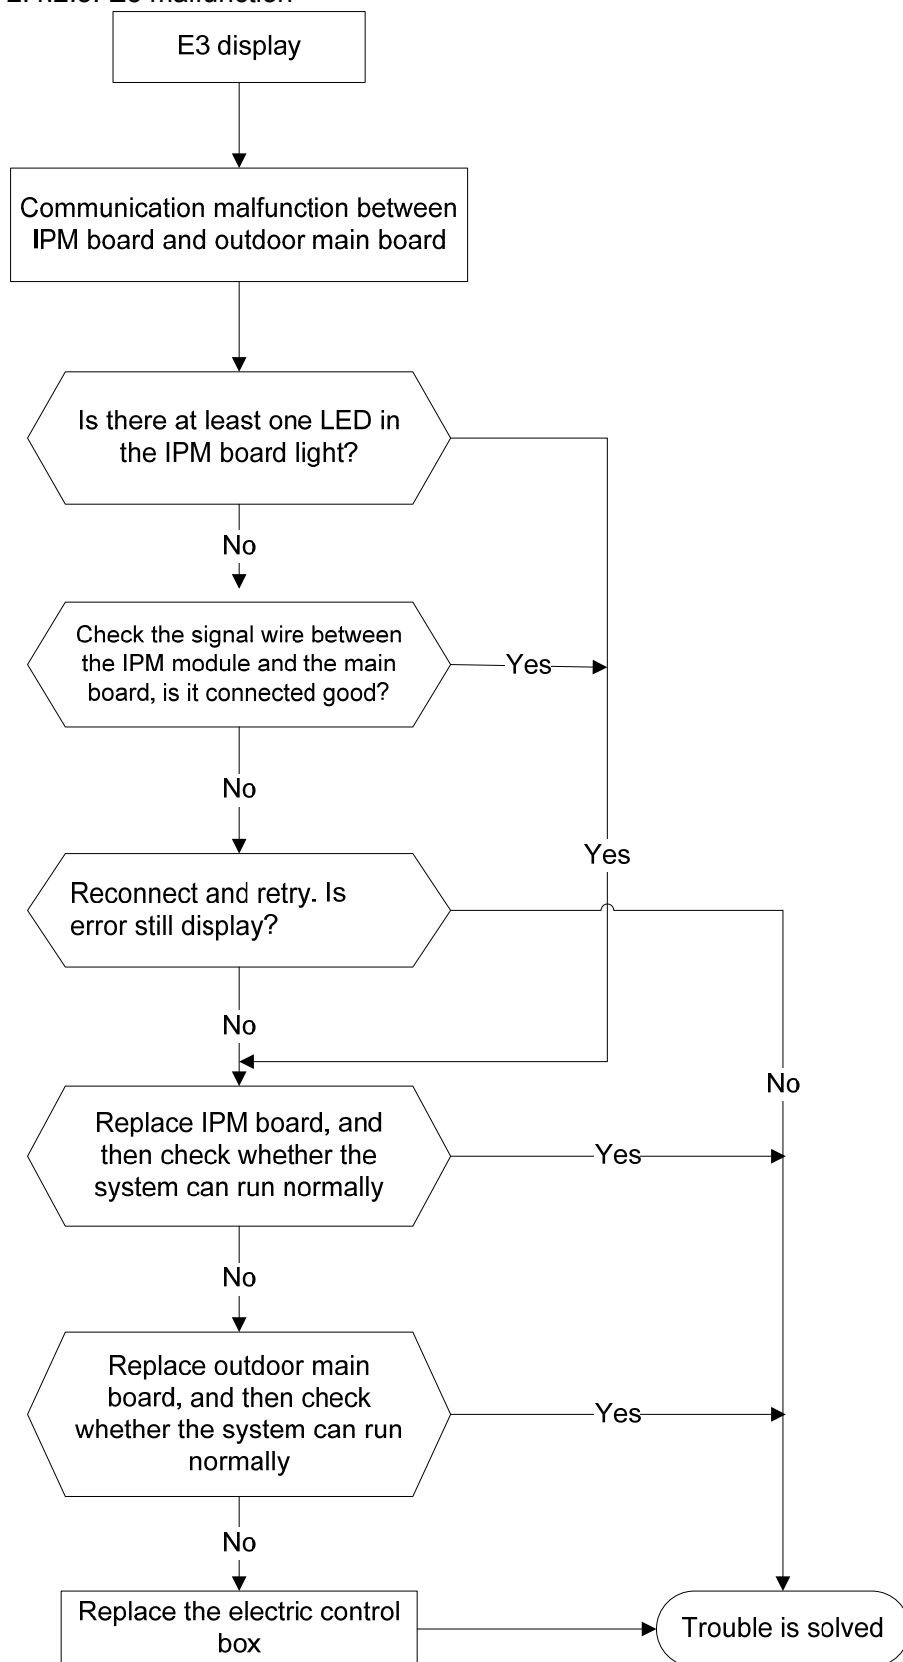 E3 display
Communication malfunction between
IPM board and outdoor main board
Is there at least one LED in
the IPM board light?
No
Check the signal wire between
the IPM module and the main
board, is it connected good?
Yes
No
Yes
Reconnect and retry. Is
error still display?
No
No
Replace IPM board, and
then check whether the
system can run normally
Yes
No
Replace outdoor main
board, and then check
whether the system can run
normally
Yes
No
Replace the electric control
box
Trouble is solved